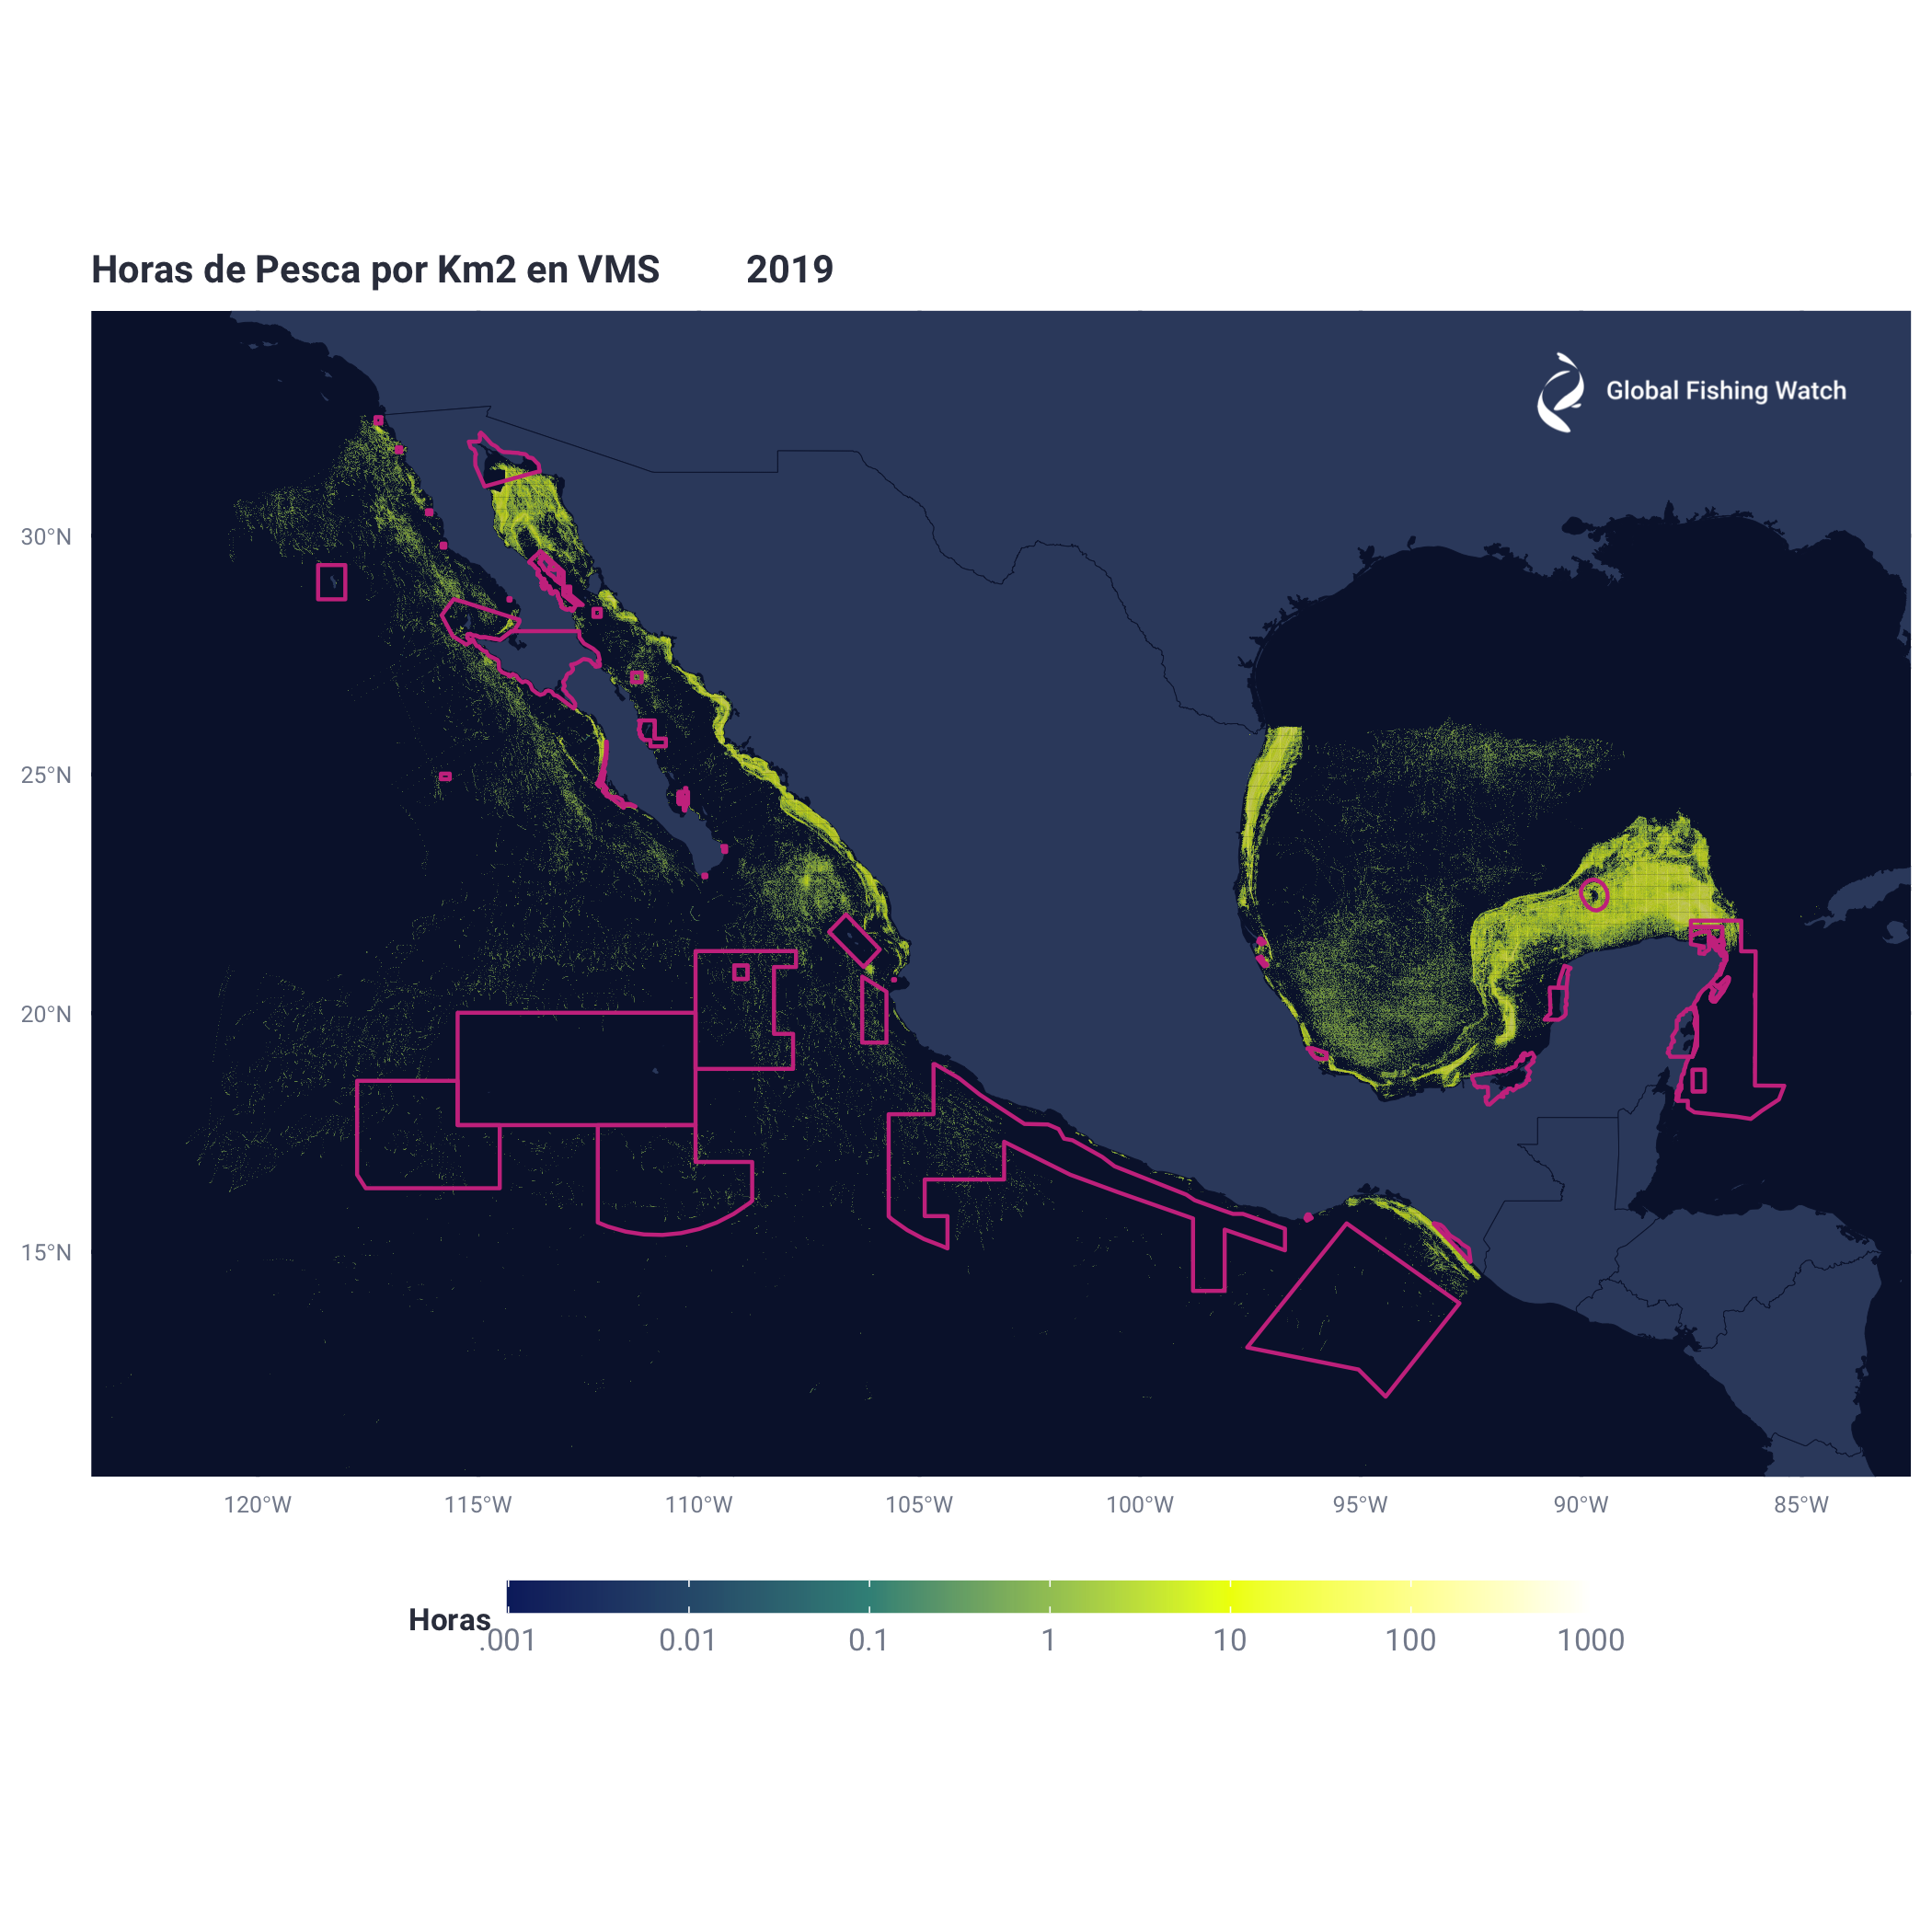 Horas de Pesca por Km2 en VMS 2019
Global Fishing Watch
30°N
25°N
20°N
15°N
120°W 115°W 110°W 105°W 100°W 95°W 90°W 85°W
Horas
.001 0.01 0.1 1 10 100 1000